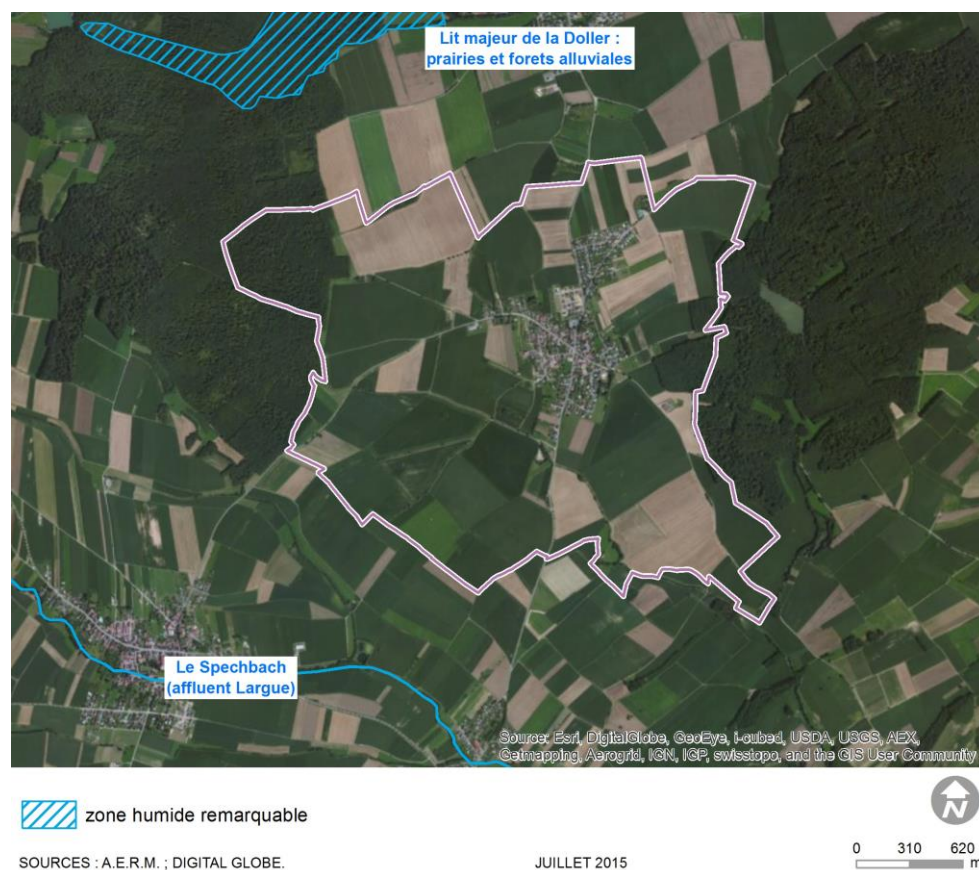 Lit majeur de la Doller :
prairies et forets alluviales
Le Spechbach
(affluent Largue)
Source: Esri, DigitalGlobe, GeoEye, i-cubed, USDA, USGS, AEX,
Getmapping, Aerogrid, IGN, IGP, swisstopo, and the GIS User Community
zone humide remarquable
N
SOURCES : A.E.R.M. ; DIGITAL GLOBE.
JUILLET 2015
0 310 620
m